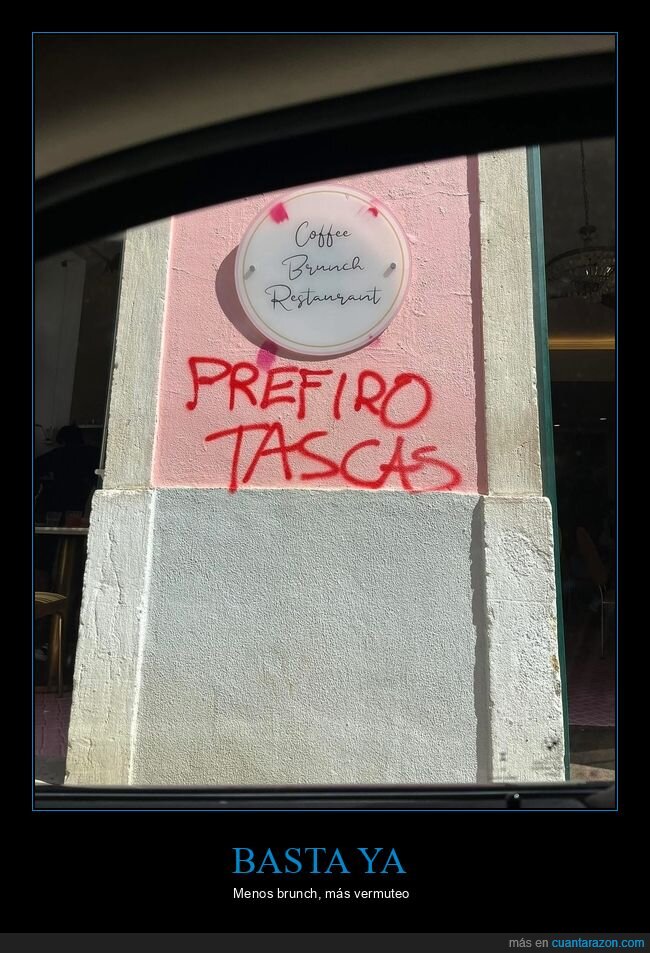 Coffee
Brunch
Restaurant
PREFIRO
TASCAS
BASTA YA
Menos brunch, más vermuteo
más en cuantarazon.com